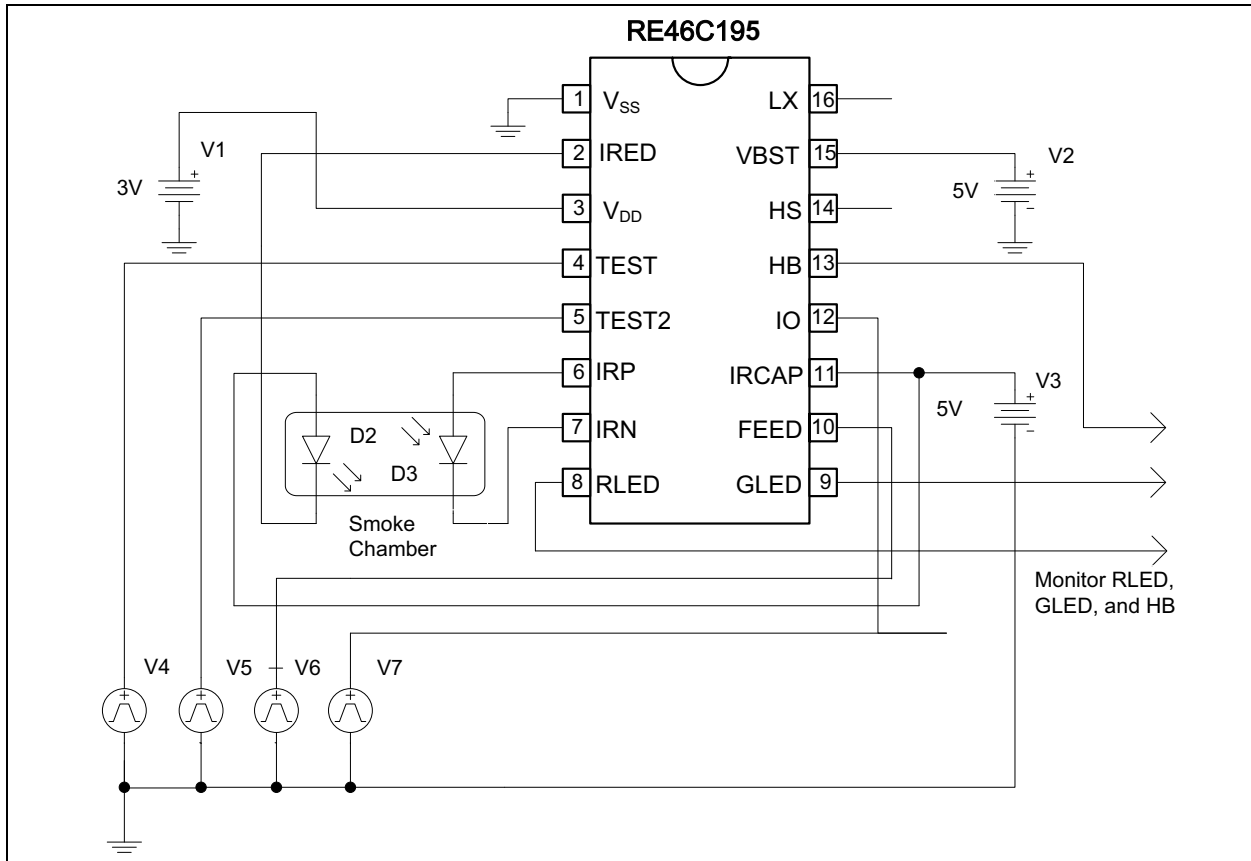 RE46C195
1 VSS LX 16
2 IRED VBST 15
3 VDD HS 14
4 TEST HB 13
5 TEST2 IO 12
6 IRP IRCAP 11
7 IRN FEED 10
8 RLED GLED 9
V1
+
3V
V2
+
5V
-
V3
+
5V
-
D2
D3
Smoke
Chamber
Monitor RLED,
GLED, and HB
V4 V5 V6 V7
+ + + +